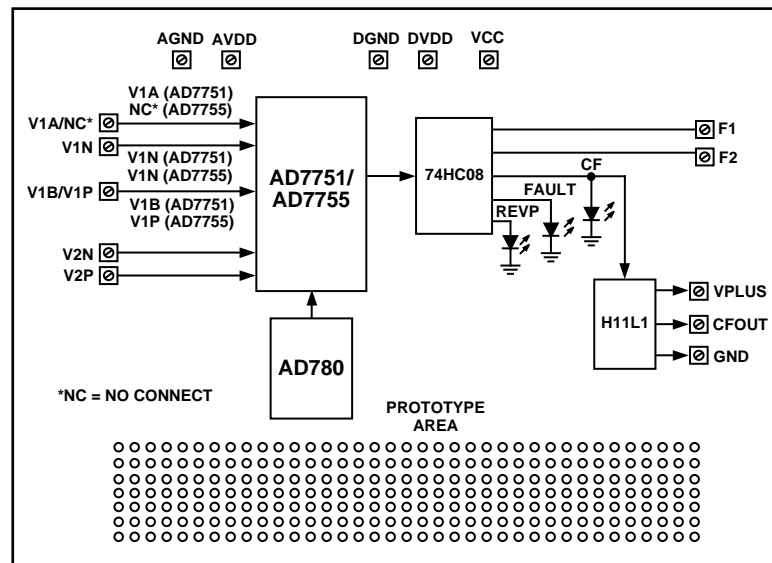 AGND AVDD DGND DVDD VCC
V1A (AD7751)
NC* (AD7755)
V1A/NC*
V1N
V1N (AD7751)
V1N (AD7755)
V1B/V1P
V1B (AD7751)
V1P (AD7755)
V2N
V2P
AD7751/
AD7755
74HC08
F1
F2
CF
FAULT
REVP
H11L1
VPLUS
CFOUT
GND
AD780
*NC = NO CONNECT
PROTOTYPE
AREA